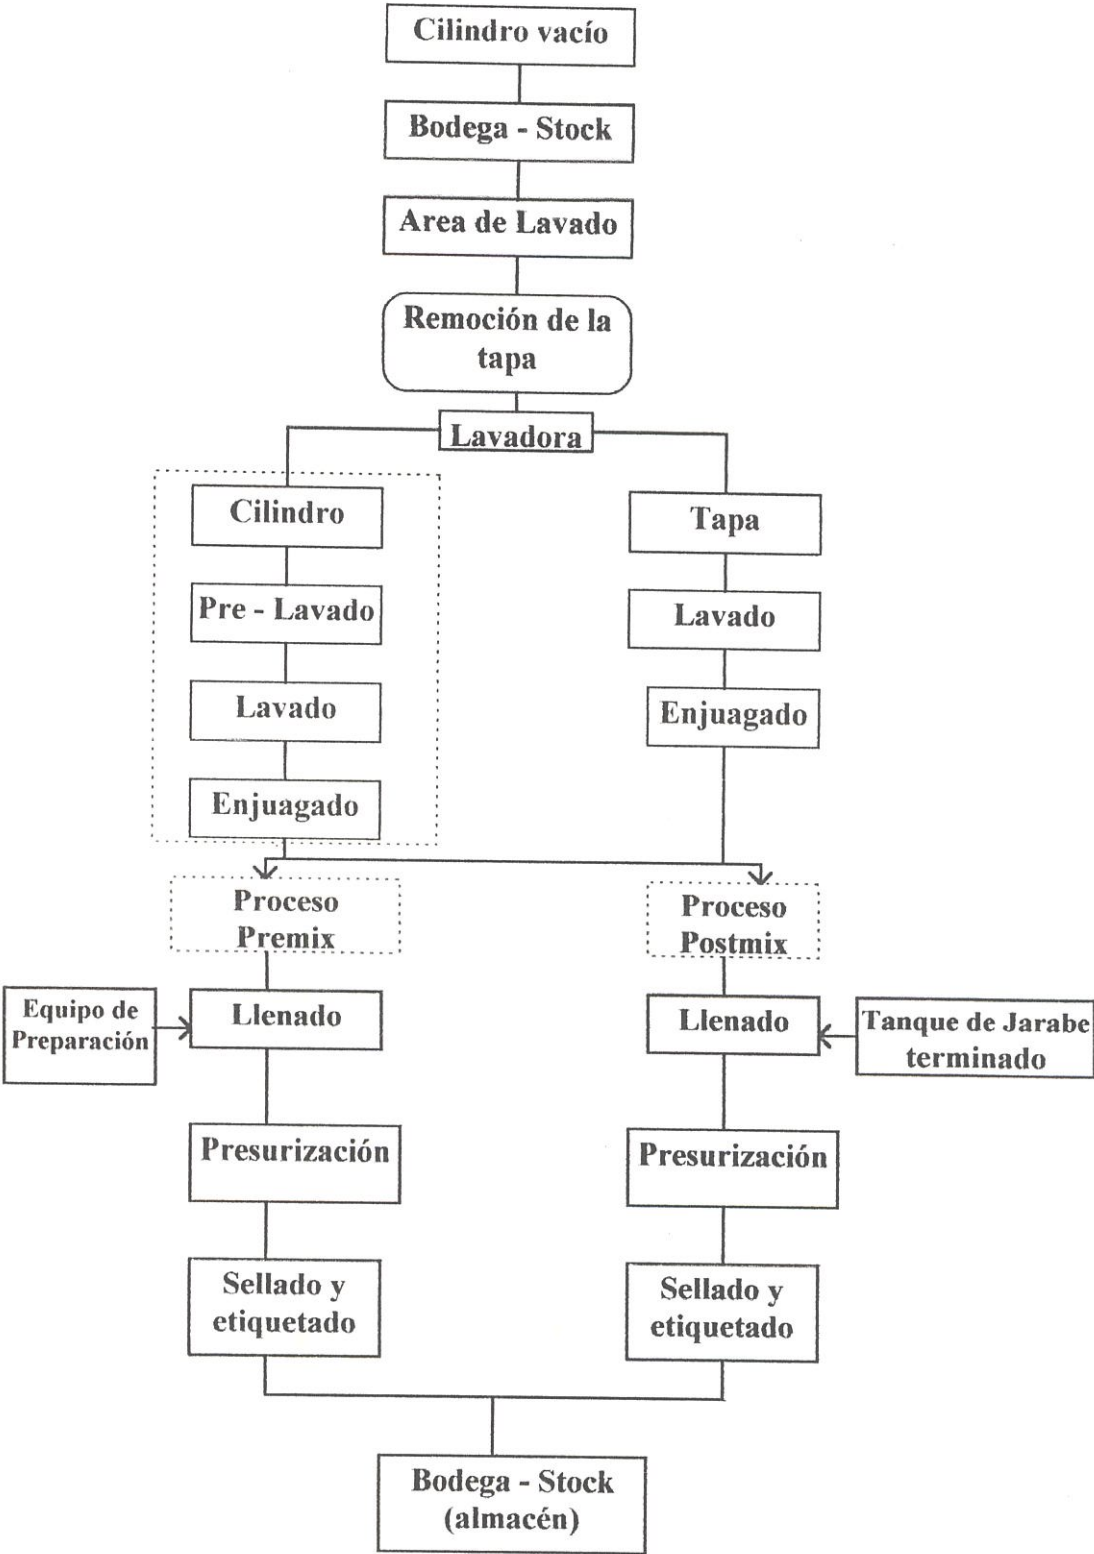 Cilindro vacío
Bodega - Stock
Area de Lavado
Remoción de la
tapa
Lavadora
Cilindro
Pre - Lavado
Lavado
Enjuagado
Tapa
Lavado
Enjuagado
Proceso
Premix
Proceso
Postmix
Equipo de
Preparación
Llenado
Llenado
Tanque de Jarabe
terminado
Presurización
Presurización
Sellado y
etiquetado
Sellado y
etiquetado
Bodega - Stock
(almacén)